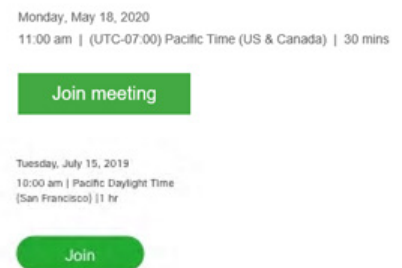 Monday, May 18, 2020
11:00 am | (UTC-07:00) Pacific Time (US & Canada) | 30 mins
Join meeting
Tuesday, July 15, 2019
10:00 am | Pacific Daylight Time
(San Francisco) |1 hr
Join